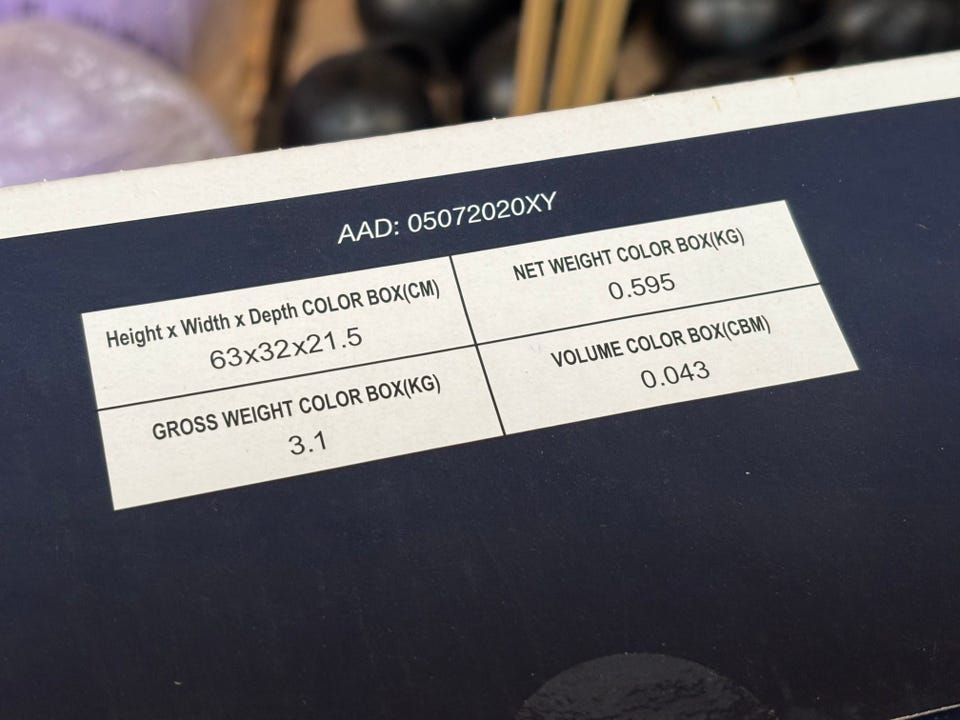 AAD: 05072020XY
Height x Width x Depth COLOR BOX(CM)
63x32x21.5
NET WEIGHT COLOR BOX(KG)
0.595
GROSS WEIGHT COLOR BOX(KG)
3.1
VOLUME COLOR BOX(CBM)
0.043